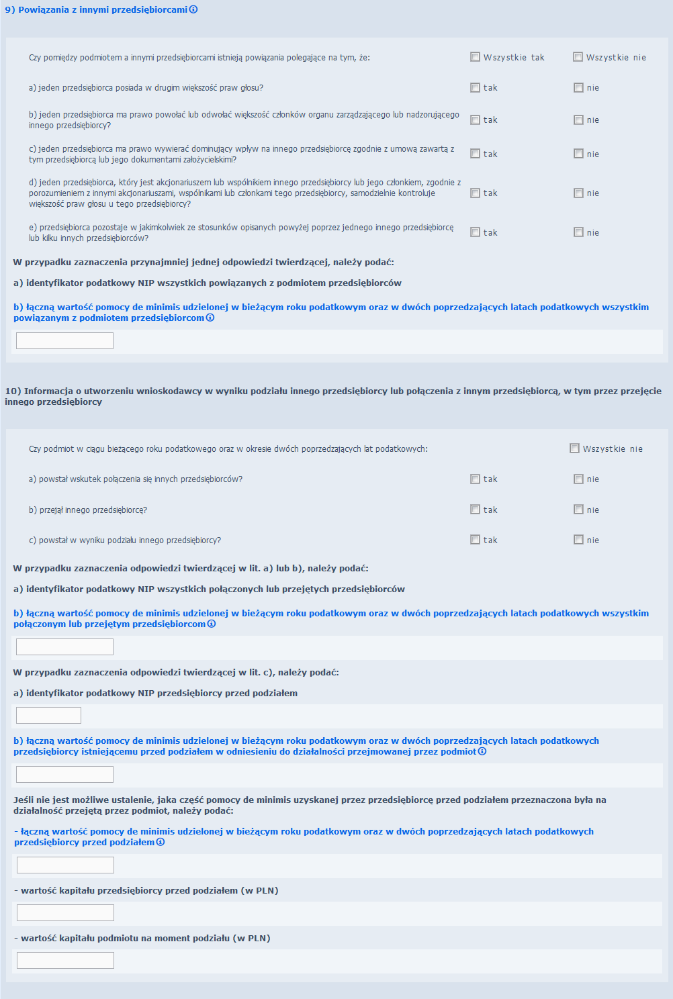 9) Powiązania z innymi przedsiębiorcami
Czy pomiędzy podmiotem a innymi przedsiębiorcami istnieją powiązania polegające na tym, że: Wszystkie tak Wszystkie nie
a) jeden przedsiębiorca posiada w drugim większość praw głosu? tak nie
b) jeden przedsiębiorca ma prawo powołać lub odwołać większość członków organu zarządzającego lub nadzorującego
innego przedsiębiorcy? tak nie
c) jeden przedsiębiorca ma prawo wywierać dominujący wpływ na innego przedsiębiorcę zgodnie z umową zawartą z
tym przedsiębiorcą lub jego dokumentami założycielskimi? tak nie
d) jeden przedsiębiorca, który jest akcjonariuszem lub wspólnikiem innego przedsiębiorcy lub jego członkiem, zgodnie z
porozumieniem z innymi akcjonariuszami, wspólnikami lub członkami tego przedsiębiorcy, samodzielnie kontroluje tak nie
większość praw głosu u tego przedsiębiorcy?
e) przedsiębiorca pozostaje w jakimkolwiek ze stosunków opisanych powyżej poprzez jednego innego przedsiębiorcę
lub kilku innych przedsiębiorców? tak nie
W przypadku zaznaczenia przynajmniej jednej odpowiedzi twierdzącej, należy podać:
a) identyfikator podatkowy NIP wszystkich powiązanych z podmiotem przedsiębiorców
b) łączną wartość pomocy de minimis udzielonej w bieżącym roku podatkowym oraz w dwóch poprzedzających latach podatkowych wszystkim
powiązanym z podmiotem przedsiębiorcom
10) Informacja o utworzeniu wnioskodawcy w wyniku podziału innego przedsiębiorcy lub połączenia z innym przedsiębiorcą, w tym przez przejęcie
innego przedsiębiorcy
Czy podmiot w ciągu bieżącego roku podatkowego oraz w okresie dwóch poprzedzających lat podatkowych: Wszystkie nie
a) powstał wskutek połączenia się innych przedsiębiorców? tak nie
b) przejął innego przedsiębiorcę? tak nie
c) powstał w wyniku podziału innego przedsiębiorcy? tak nie
W przypadku zaznaczenia odpowiedzi twierdzącej w lit. a) lub b), należy podać:
a) identyfikator podatkowy NIP wszystkich połączonych lub przejętych przedsiębiorców
b) łączną wartość pomocy de minimis udzielonej w bieżącym roku podatkowym oraz w dwóch poprzedzających latach podatkowych wszystkim
połączonym lub przejętym przedsiębiorcom
W przypadku zaznaczenia odpowiedzi twierdzącej w lit. c), należy podać:
a) identyfikator podatkowy NIP przedsiębiorcy przed podziałem
b) łączną wartość pomocy de minimis udzielonej w bieżącym roku podatkowym oraz w dwóch poprzedzających latach podatkowych
przedsiębiorcy istniejącemu przed podziałem w odniesieniu do działalności przejmowanej przez podmiot
Jeśli nie jest możliwe ustalenie, jaka część pomocy de minimis uzyskanej przez przedsiębiorcę przed podziałem przeznaczona była na
działalność przejętą przez podmiot, należy podać:
- łączną wartość pomocy de minimis udzielonej w bieżącym roku podatkowym oraz w dwóch poprzedzających latach podatkowych
przedsiębiorcy przed podziałem
- wartość kapitału przedsiębiorcy przed podziałem (w PLN)
- wartość kapitału podmiotu na moment podziału (w PLN)